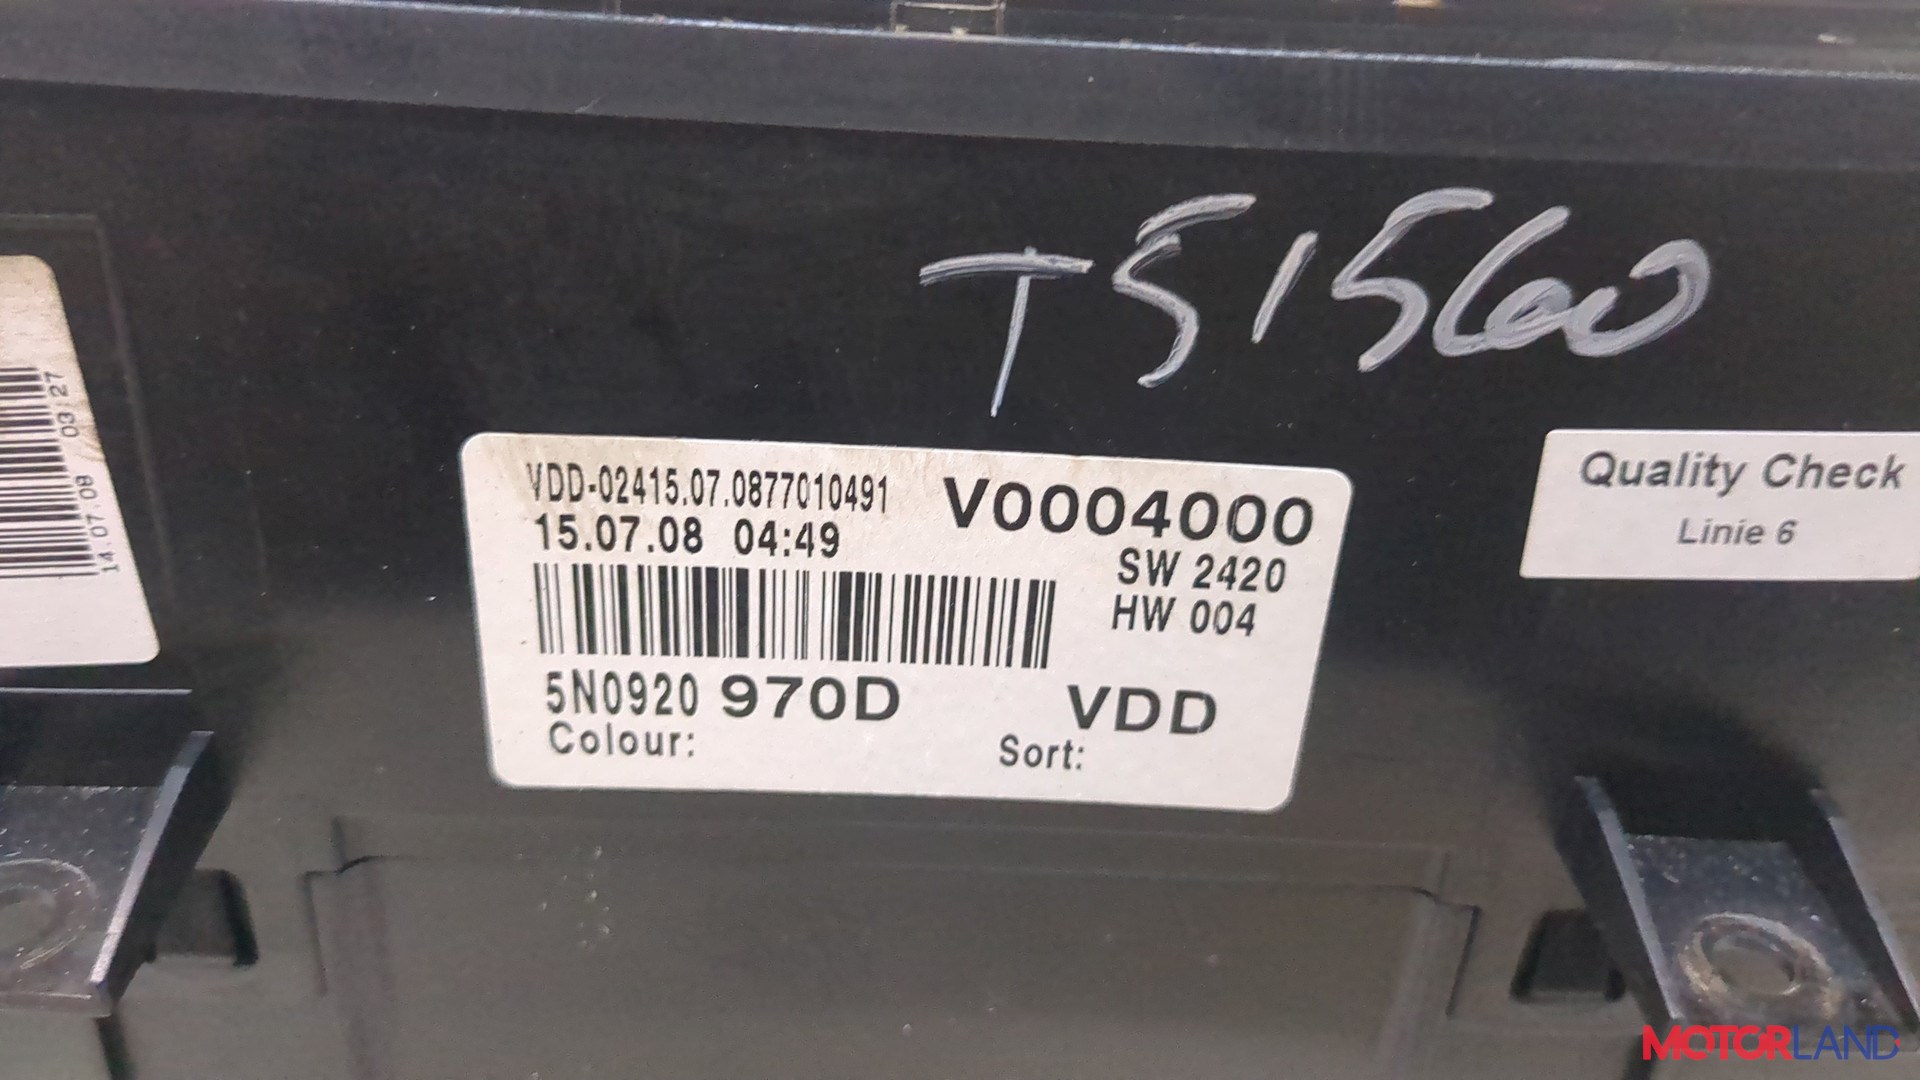 T51560
03:27
14.07.08
VDD-02415.07.0877010491
V0004000
15.07.08 04:49
SW 2420
HW 004
5N0920 970D
VDD
Colour:
Sort:
Quality Check
Linie 6
MOTORLAND